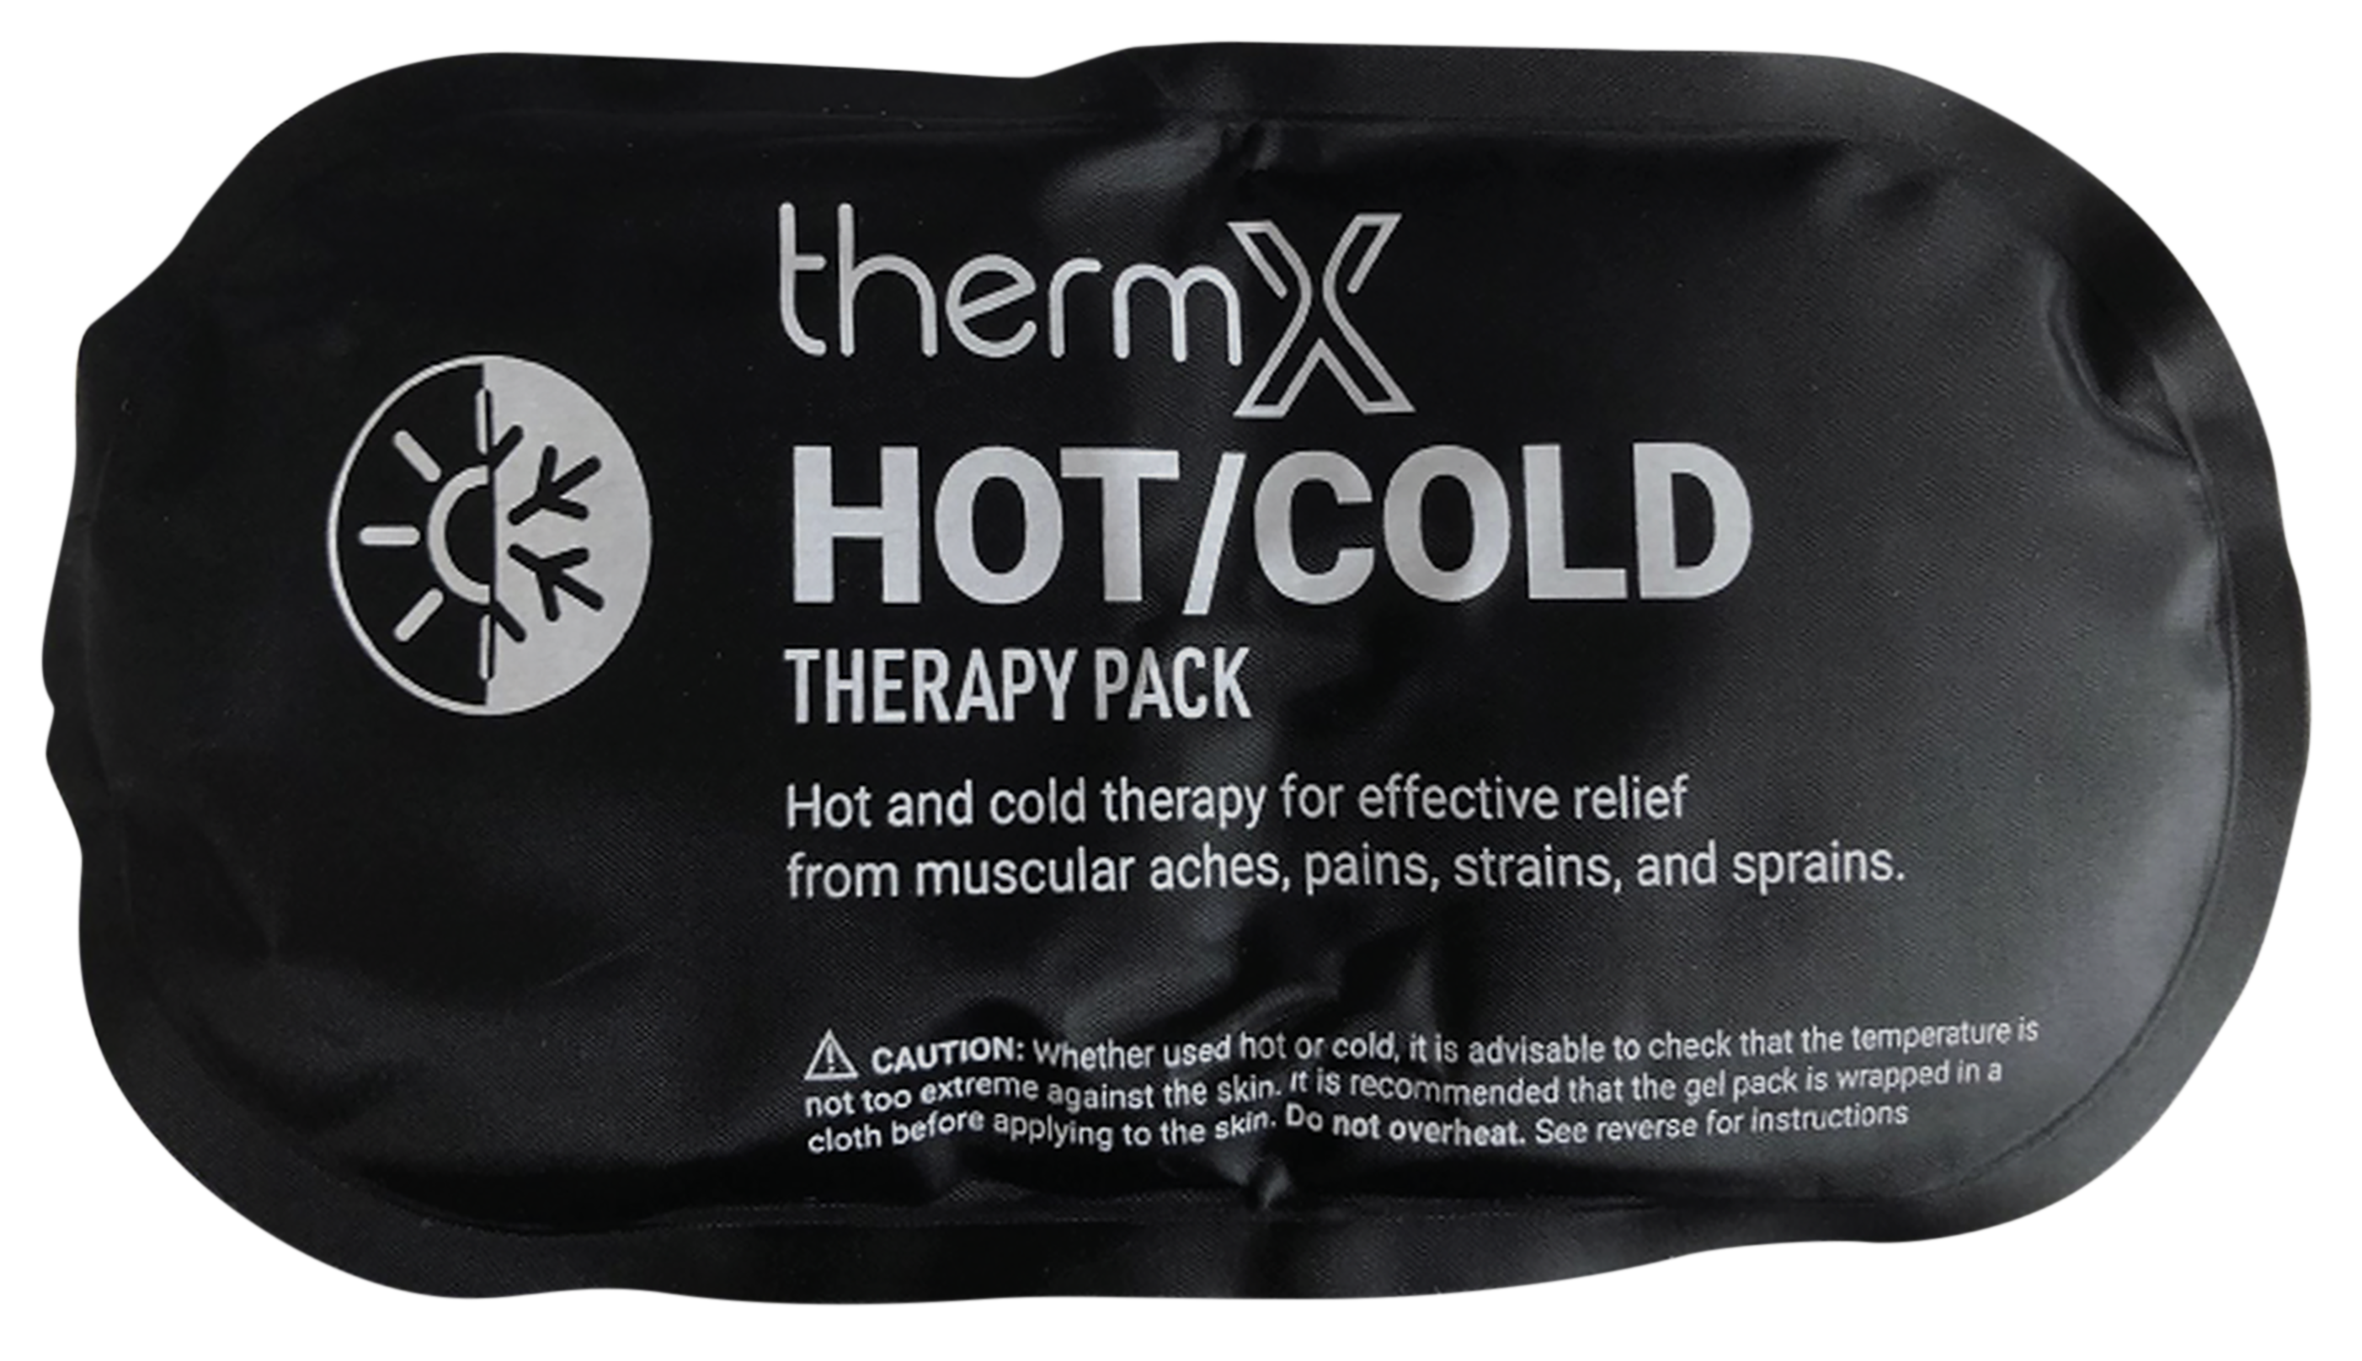 thermX
HOT/COLD
THERAPY PACK
Hot and cold therapy for effective relief
from muscular aches, pains, strains, and sprains.
CAUTION: Whether used hot or cold, it is advisable to check that the temperature is
not too extreme against the skin. It is recommended that the gel pack is wrapped in a
cloth before applying to the skin. Do not overheat. See reverse for instructions